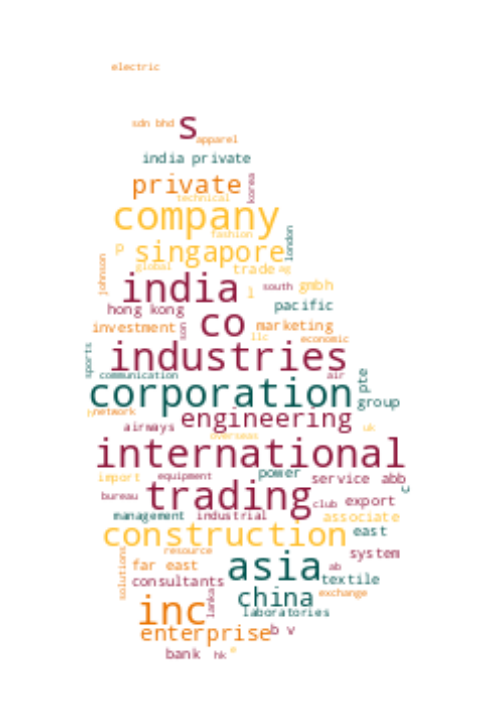 electric
sdn bhd
s
apparel
india private
private
korea
technical
company
fashion
london
p
singapore
johnson
global
trade
ag
india
south
gmbh
l
hong kong
pacific
co
investment
son
marketing
llc
economic
sports
industries
communication
air
corporation
pte
group
network
engineering
airways
overseas
uk
international
import
equipment
power
service
abb
c
bureau
trading
club
export
management
industrial
associate
construction
east
solutions
resource
system
far east
asia
ab
consultants
textile
lanka
china
exchange
inc
laboratories
enterprise
b v
bank
hk